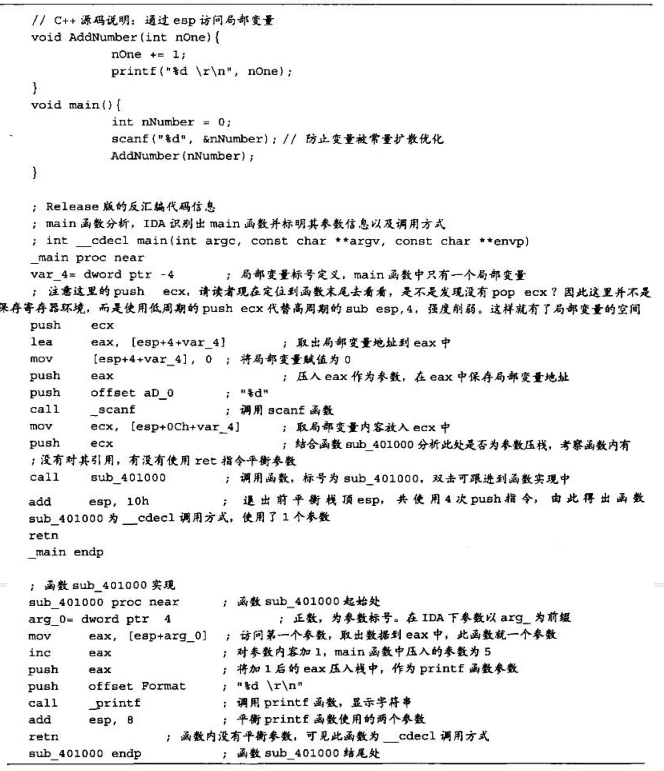 // C++ 源码说明：通过 esp 访问局部变量
void AddNumber(int nOne){
nOne += 1;
printf("%d \r\n", nOne);
}
void main(){
int nNumber = 0;
scanf("%d", &nNumber); // 防止变量被常量扩散优化
AddNumber(nNumber);
}
; Release 版的反汇编代码信息
; main 函数分析，IDA 识别出 main 函数并标明其参数信息以及调用方式
; int __cdecl main(int argc, const char **argv, const char **envp)
_main proc near
var_4= dword ptr -4 ; 局部变量标号定义，main 函数中只有一个局部变量
; 注意这里的 push ecx，请读者现在定位到函数末尾去看看，是不是发现没有 pop ecx？因此这里并不是
保存寄存器环境，而是使用低周期的 push ecx 代替高周期的 sub esp,4，强度削弱。这样就有了局部变量的空间
push ecx
lea eax, [esp+4+var_4] ; 取出局部变量地址到 eax 中
mov [esp+4+var_4], 0 ; 将局部变量赋值为 0
push eax ; 压入 eax 作为参数，在 eax 中保存局部变量地址
push offset aD_0 ; "%d"
call _scanf ; 调用 scanf 函数
mov ecx, [esp+0Ch+var_4] ; 取局部变量内容放入 ecx 中
push ecx ; 结合函数 sub_401000 分析此处是否为参数压栈，考察函数内有
;没有对其引用，有没有使用 ret 指令平衡参数
call sub_401000 ; 调用函数，标号为 sub_401000，双击可跟进到函数实现中
add esp, 10h ; 退出前平衡栈顶 esp，共使用 4 次 push 指令，由此得出函数
sub_401000 为 __cdecl 调用方式，使用了 1 个参数
retn
_main endp
; 函数 sub_401000 实现
sub_401000 proc near ; 函数 sub_401000 起始处
arg_0= dword ptr 4 ; 正数，为参数标号。在 IDA 下参数以 arg_ 为前缀
mov eax, [esp+arg_0] ; 访问第一个参数，取出数据到 eax 中，此函数就一个参数
inc eax ; 对参数内容加 1，main 函数中压入的参数为 5
push eax ; 将加 1 后的 eax 压入栈中，作为 printf 函数参数
push offset Format ; "%d \r\n"
call _printf ; 调用 printf 函数，显示字符串
add esp, 8 ; 平衡 printf 函数使用的两个参数
retn ; 函数内没有平衡参数，可见此函数为 __cdecl 调用方式
sub_401000 endp ; 函数 sub_401000 结尾处